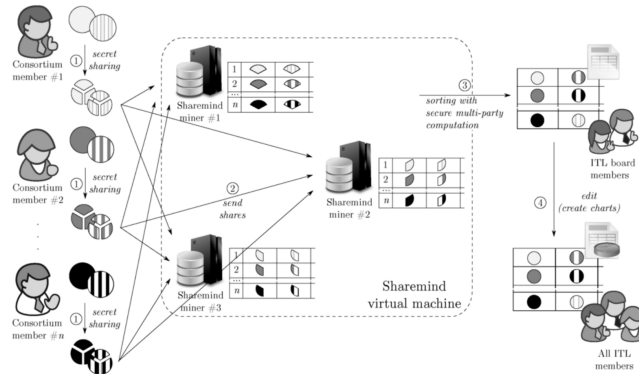 Consortium
member #1
① secret
sharing
Consortium
member #2
① secret
sharing
Consortium
member #n
① secret
sharing
Sharemind
miner #1
1
2
...
n
② send
shares
Sharemind
miner #2
1
2
...
n
Sharemind
miner #3
1
2
...
n
Sharemind
virtual machine
③
sorting with
secure multi-party
computation
ITL board
members
④ edit
(create charts)
All ITL
members